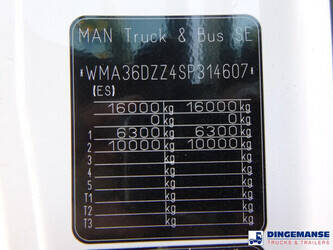 MAN Truck & Bus SE
*WMA36DZZ4SP314607*
(ES)
16000 kg 16000 kg
0 kg 0 kg
1 6300 kg 6300 kg
2 10000 kg 10000 kg
3 kg kg
4 kg kg
5 kg kg
T1 kg kg
T2 kg kg
T3 kg kg
DINGEMANSE
TRUCKS & TRAILERS